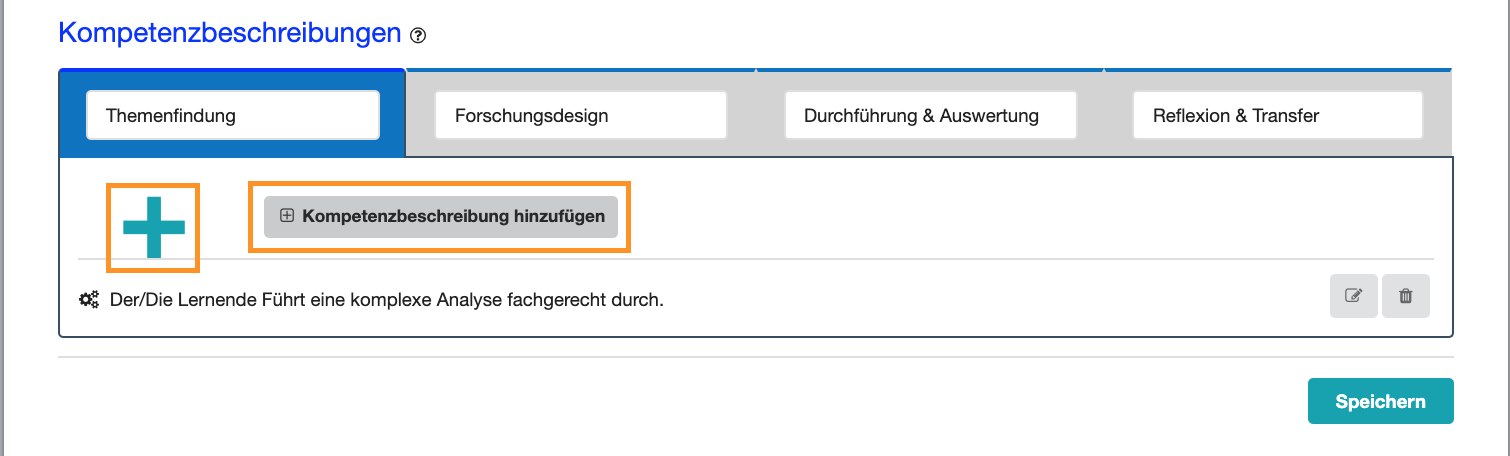 Kompetenzbeschreibungen
Themenfindung
Forschungsdesign
Durchführung & Auswertung
Reflexion & Transfer
Kompetenzbeschreibung hinzufügen
Der/Die Lernende Führt eine komplexe Analyse fachgerecht durch.
Speichern